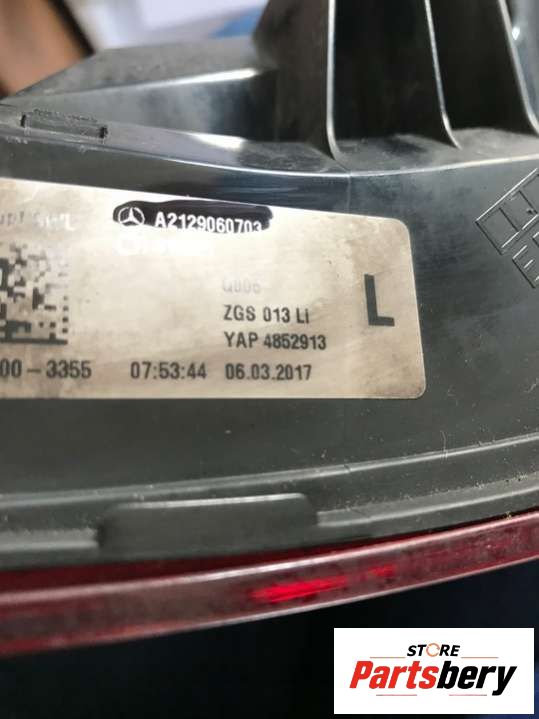 A2129060703
Q006
ZGS 013 Li
L
YAP 4852913
00-3355 07:53:44 06.03.2017
STORE
Partsbery